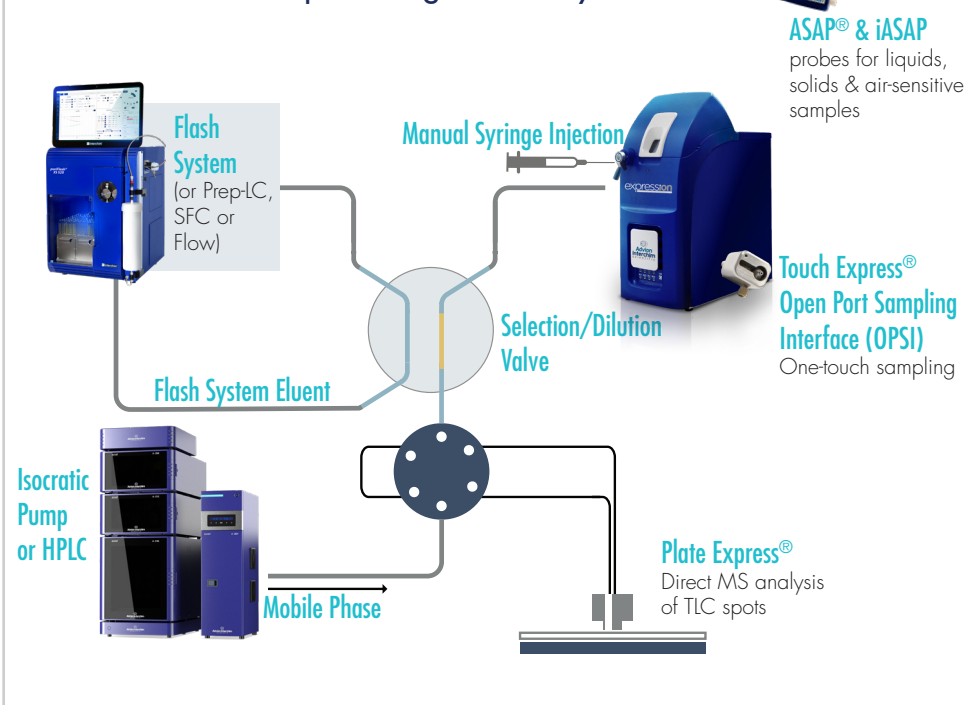 ASAP® & iASAP
probes for liquids,
solids & air-sensitive
samples
Flash
System
(or Prep-LC,
SFC or
Flow)
Manual Syringe Injection
expression
Advion
Interchim
Touch Express®
Open Port Sampling
Interface (OPSI)
One-touch sampling
Selection/Dilution
Valve
Flash System Eluent
Isocratic
Pump
or HPLC
Mobile Phase
Plate Express®
Direct MS analysis
of TLC spots